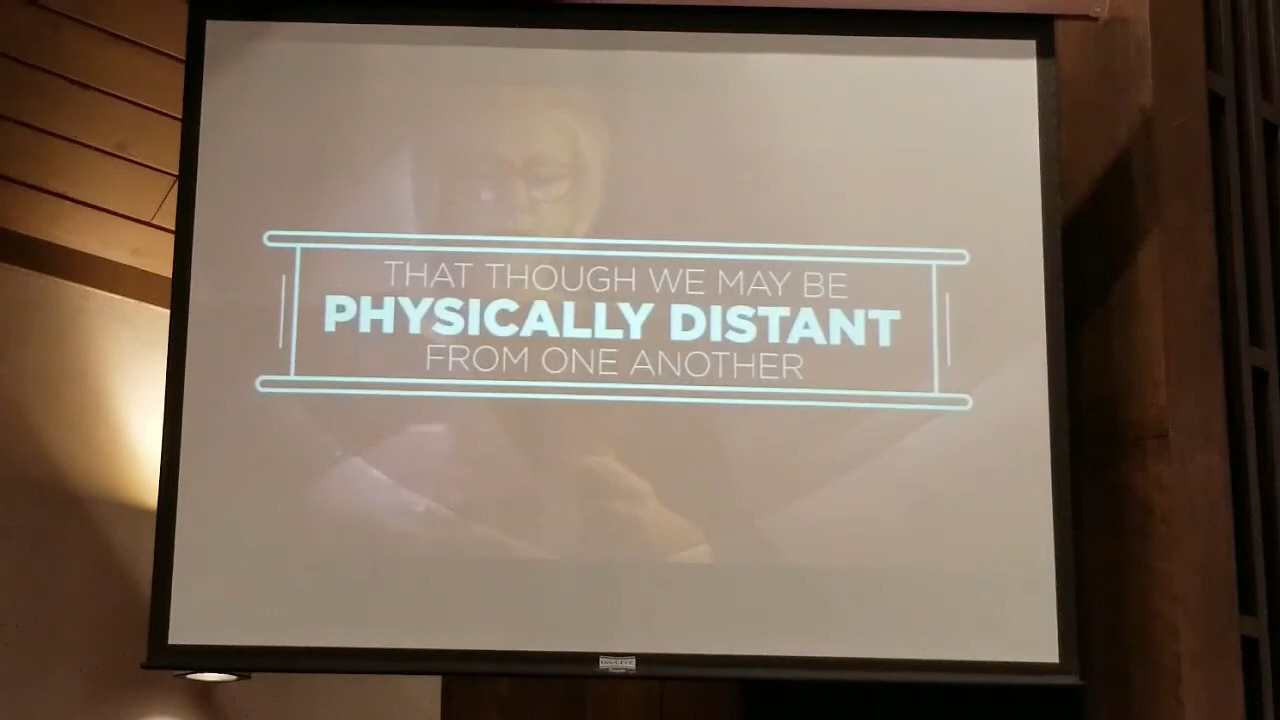 THAT THOUGH WE MAY BE
PHYSICALLY DISTANT
FROM ONE ANOTHER